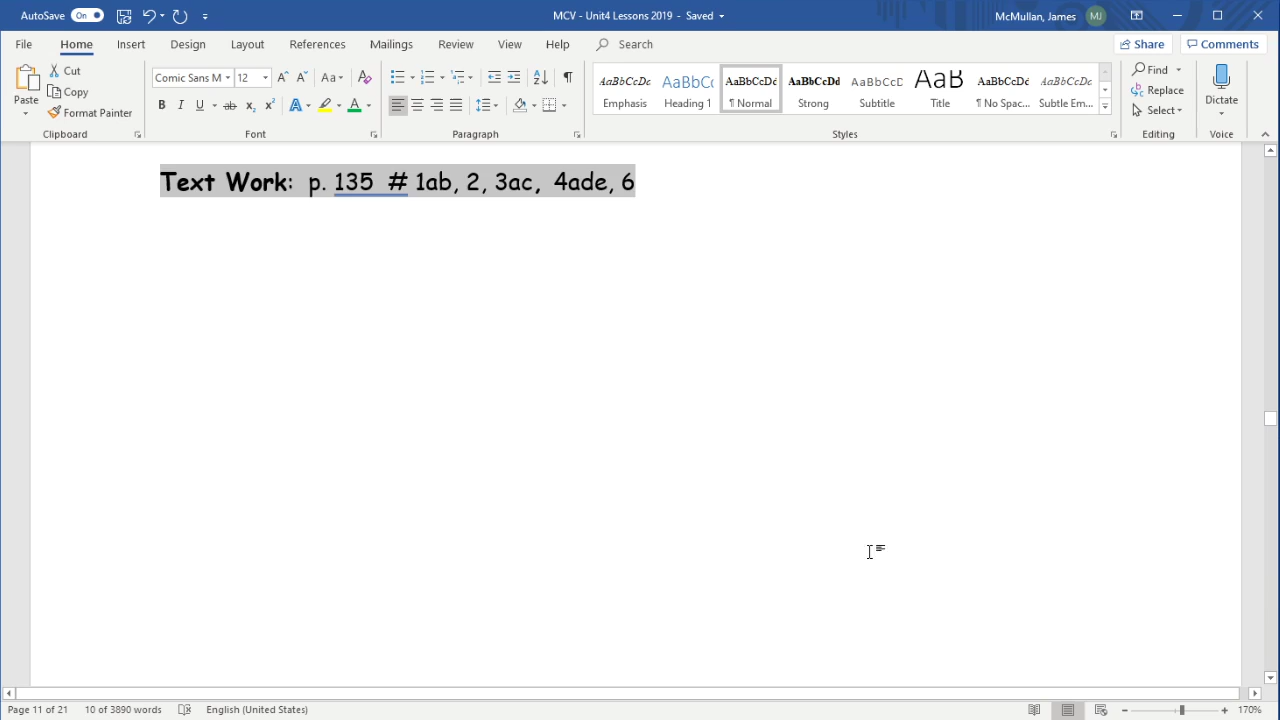 AutoSave On MCV - Unit4 Lessons 2019 - Saved McMullan, James MJ
File Home Insert Design Layout References Mailings Review View Help Search Share Comments
Paste Cut Copy Format Painter Clipboard
Comic Sans M 12 Aa
B I U ab x₂ x² A A Font
Paragraph
AaBbCcDc AaBbCc AaBbCcDc AaBbCcDd AaBbCcD AaB AaBbCcDc AaBbCcDc
Emphasis Heading 1 ¶ Normal Strong Subtitle Title ¶ No Spac... Subtle Em...
Styles
Find Replace Select Editing
Dictate Voice
Text Work: p. 135 # 1ab, 2, 3ac, 4ade, 6
Page 11 of 21 10 of 3890 words English (United States) 170%